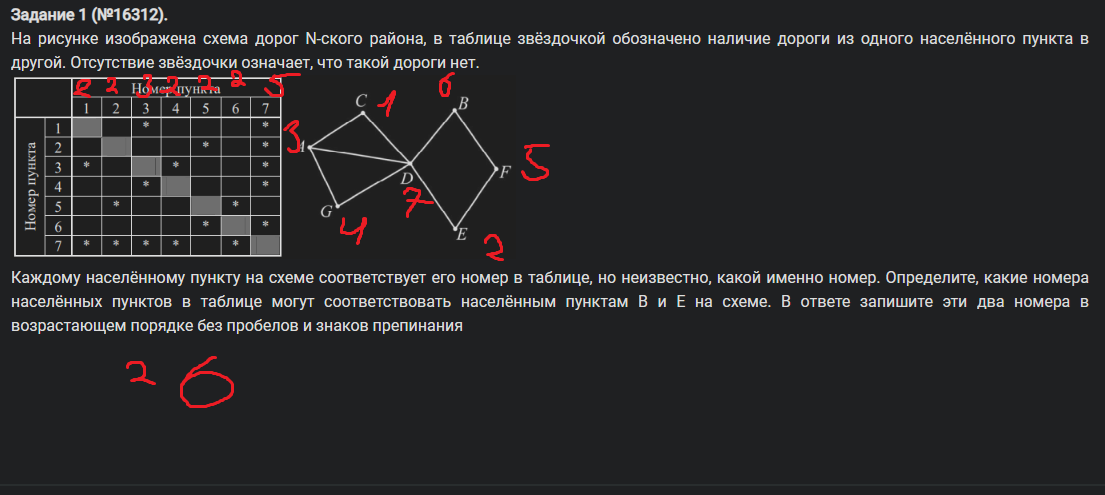 Задание 1 (№16312).
На рисунке изображена схема дорог N-ского района, в таблице звёздочкой обозначено наличие дороги из одного населённого пункта в
другой. Отсутствие звёздочки означает, что такой дороги нет.
2 2 3 2 2 2 5
Номер пункта
1 2 3 4 5 6 7
Номер пункта
1 * *
2 * *
3 * * *
4 * *
5 * *
6 * *
7 * * * * *
6
C 1 B
3 A
D F 5
G 7
4 E 2
Каждому населённому пункту на схеме соответствует его номер в таблице, но неизвестно, какой именно номер. Определите, какие номера
населённых пунктов в таблице могут соответствовать населённым пунктам B и E на схеме. В ответе запишите эти два номера в
возрастающем порядке без пробелов и знаков препинания
2 6